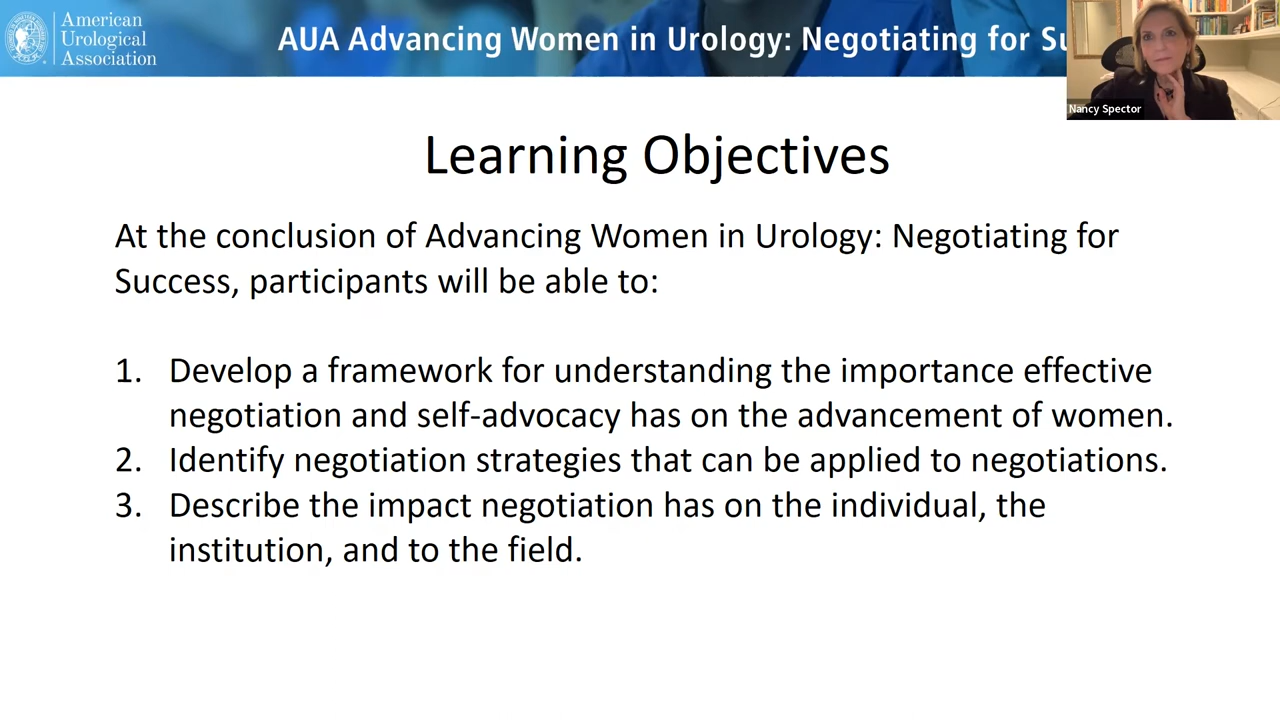 American
Urological
Association
AUA Advancing Women in Urology: Negotiating for
Nancy Spector
Learning Objectives
At the conclusion of Advancing Women in Urology: Negotiating for
Success, participants will be able to:
1. Develop a framework for understanding the importance effective
negotiation and self-advocacy has on the advancement of women.
2. Identify negotiation strategies that can be applied to negotiations.
3. Describe the impact negotiation has on the individual, the
institution, and to the field.